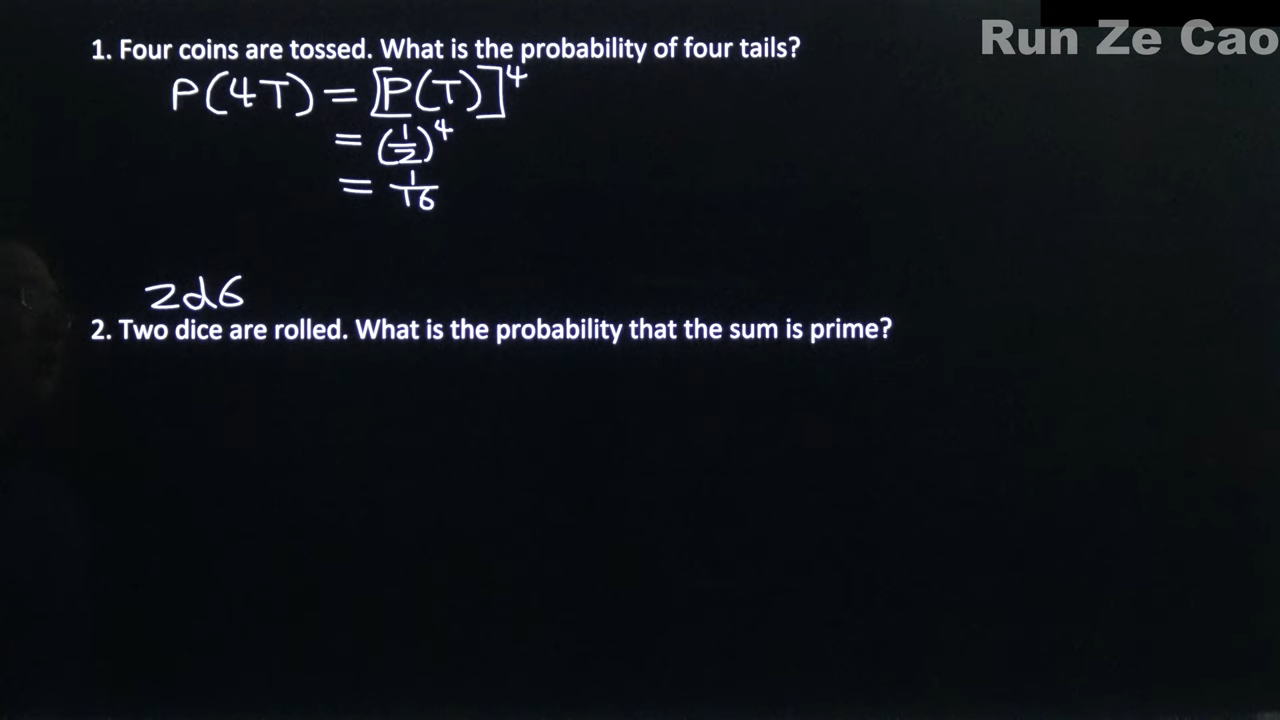 Run Ze Cao
1. Four coins are tossed. What is the probability of four tails?
P(4T) = [P(T)]⁴
= (1/2)⁴
= 1/16
2d6
2. Two dice are rolled. What is the probability that the sum is prime?